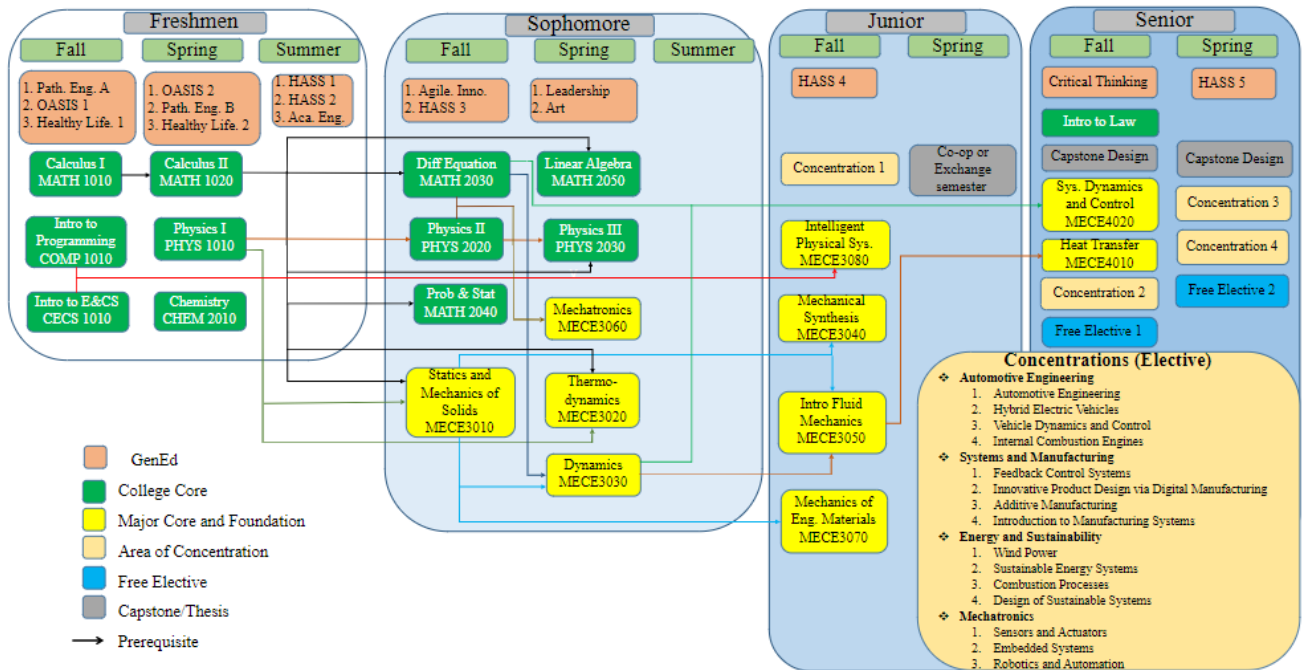 Freshmen
Fall
Spring
Summer
1. Path. Eng. A
2. OASIS 1
3. Healthy Life. 1
1. OASIS 2
2. Path. Eng. B
3. Healthy Life. 2
1. HASS 1
2. HASS 2
3. Aca. Eng.
Calculus I
MATH 1010
Calculus II
MATH 1020
Intro to
Programming
COMP 1010
Physics I
PHYS 1010
Intro to E&CS
CECS 1010
Chemistry
CHEM 2010
Sophomore
Fall
Spring
Summer
1. Agile. Inno.
2. HASS 3
1. Leadership
2. Art
Diff Equation
MATH 2030
Linear Algebra
MATH 2050
Physics II
PHYS 2020
Physics III
PHYS 2030
Prob & Stat
MATH 2040
Mechatronics
MECE3060
Statics and
Mechanics of
Solids
MECE3010
Thermo-
dynamics
MECE3020
Dynamics
MECE3030
Junior
Fall
Spring
HASS 4
Concentration 1
Co-op or
Exchange
semester
Intelligent
Physical Sys.
MECE3080
Mechanical
Synthesis
MECE3040
Intro Fluid
Mechanics
MECE3050
Mechanics of
Eng. Materials
MECE3070
Senior
Fall
Spring
Critical Thinking
HASS 5
Intro to Law
Capstone Design
Capstone Design
Sys. Dynamics
and Control
MECE4020
Concentration 3
Heat Transfer
MECE4010
Concentration 4
Concentration 2
Free Elective 2
Free Elective 1
Concentrations (Elective)
❖ Automotive Engineering
1. Automotive Engineering
2. Hybrid Electric Vehicles
3. Vehicle Dynamics and Control
4. Internal Combustion Engines
❖ Systems and Manufacturing
1. Feedback Control Systems
2. Innovative Product Design via Digital Manufacturing
3. Additive Manufacturing
4. Introduction to Manufacturing Systems
❖ Energy and Sustainability
1. Wind Power
2. Sustainable Energy Systems
3. Combustion Processes
4. Design of Sustainable Systems
❖ Mechatronics
1. Sensors and Actuators
2. Embedded Systems
3. Robotics and Automation
GenEd
College Core
Major Core and Foundation
Area of Concentration
Free Elective
Capstone/Thesis
Prerequisite